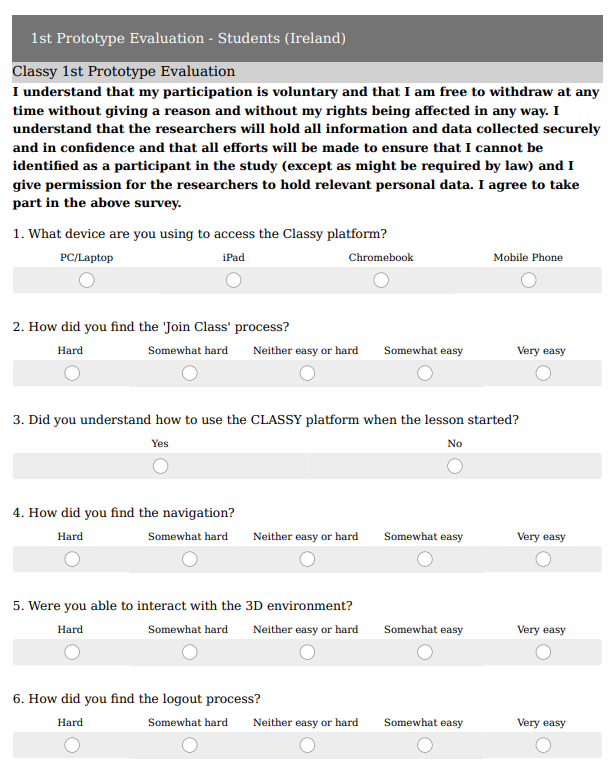 1st Prototype Evaluation - Students (Ireland)
Classy 1st Prototype Evaluation
I understand that my participation is voluntary and that I am free to withdraw at any
time without giving a reason and without my rights being affected in any way. I
understand that the researchers will hold all information and data collected securely
and in confidence and that all efforts will be made to ensure that I cannot be
identified as a participant in the study (except as might be required by law) and I
give permission for the researchers to hold relevant personal data. I agree to take
part in the above survey.
1. What device are you using to access the Classy platform?
PC/Laptop iPad Chromebook Mobile Phone
2. How did you find the 'Join Class' process?
Hard Somewhat hard Neither easy or hard Somewhat easy Very easy
3. Did you understand how to use the CLASSY platform when the lesson started?
Yes No
4. How did you find the navigation?
Hard Somewhat hard Neither easy or hard Somewhat easy Very easy
5. Were you able to interact with the 3D environment?
Hard Somewhat hard Neither easy or hard Somewhat easy Very easy
6. How did you find the logout process?
Hard Somewhat hard Neither easy or hard Somewhat easy Very easy